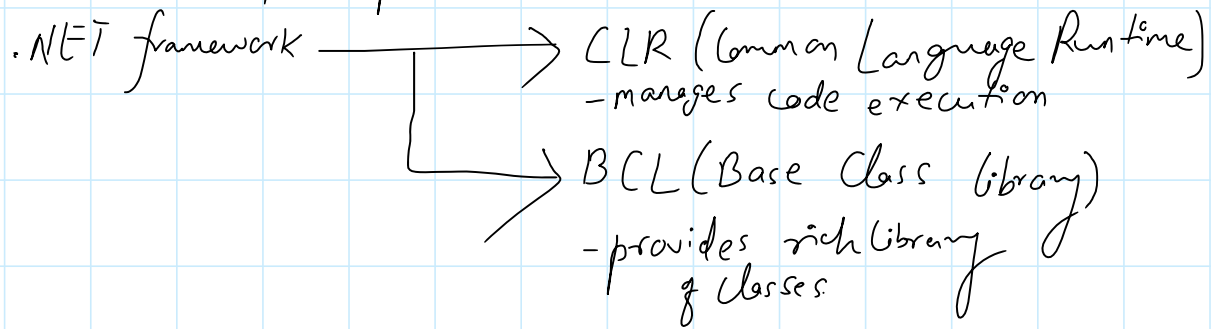 .NET framework
CLR (Common Language Runtime)
- manages code execution
BCL (Base Class library)
- provides rich library
of classes.